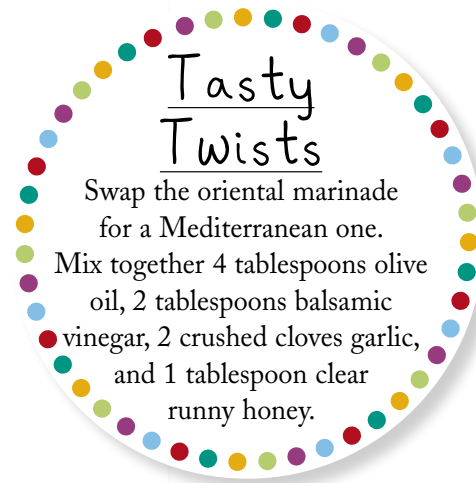 Tasty
Twists
Swap the oriental marinade
for a Mediterranean one.
Mix together 4 tablespoons olive
oil, 2 tablespoons balsamic
vinegar, 2 crushed cloves garlic,
and 1 tablespoon clear
runny honey.